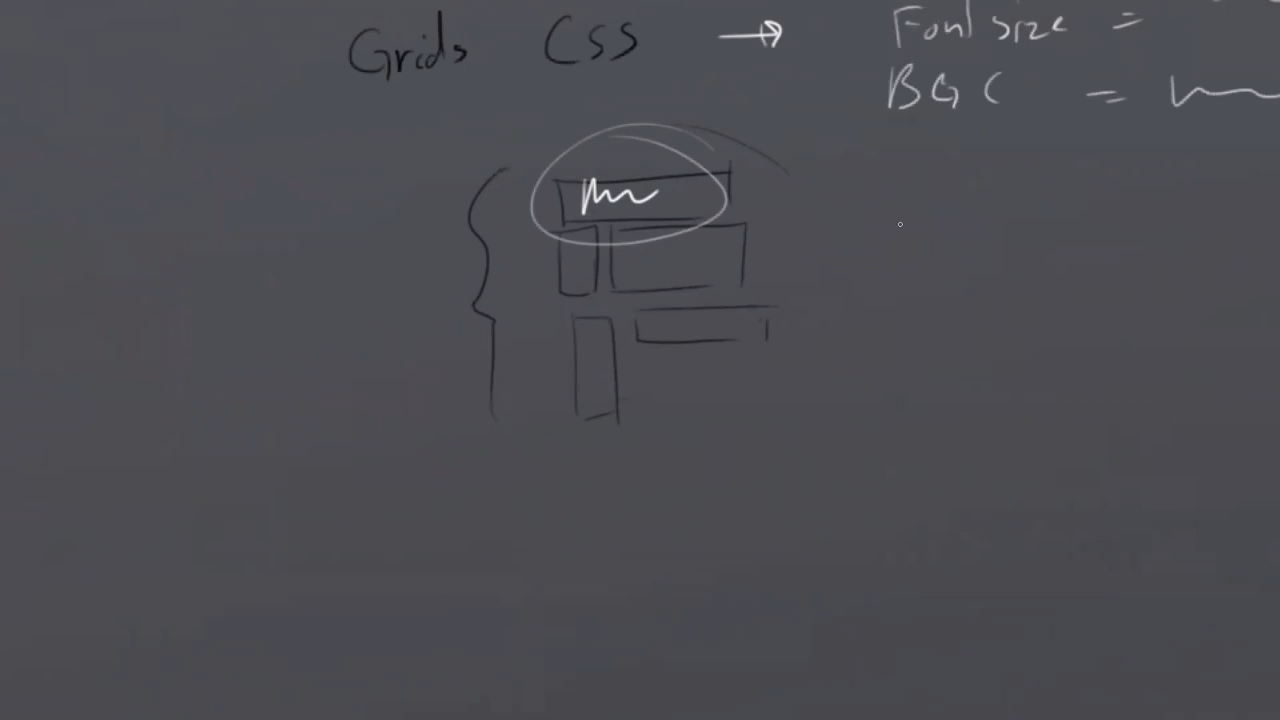 Grids CSS →
Font size =
BGC =